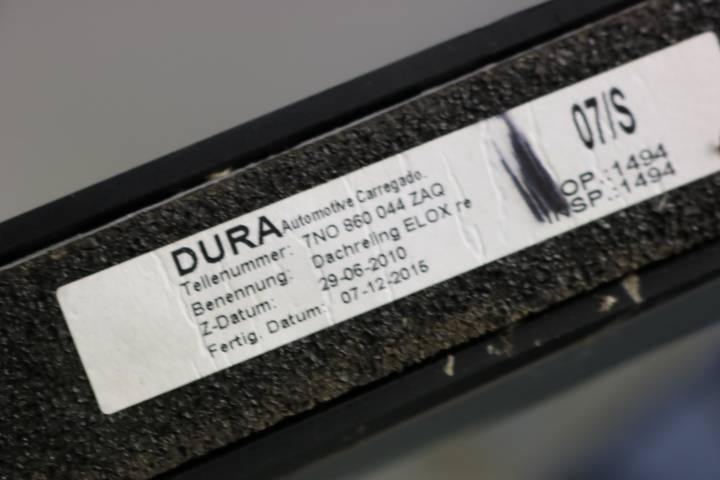 DURA Automotive Carregado.
Teilenummer: 7N0 860 044 ZAQ
Benennung: Dachreling ELOX re
Z-Datum: 29-06-2010
Fertig. Datum: 07-12-2015
07/S
OP.:1494
INSP.:1494